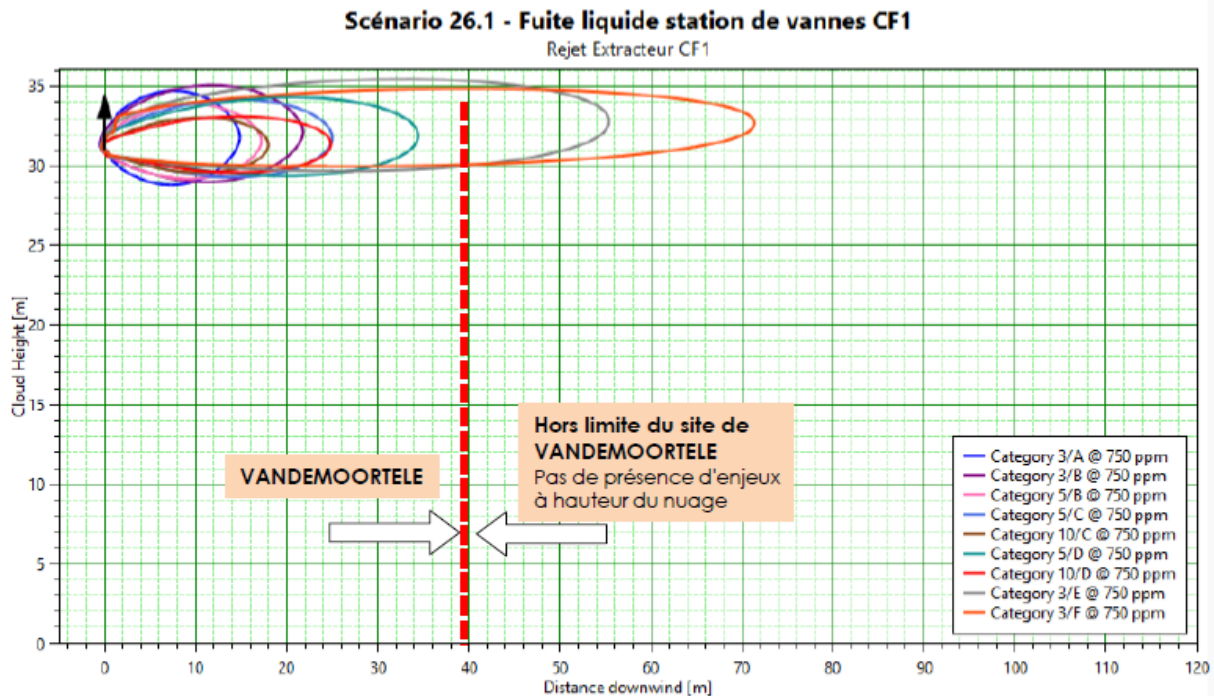 Scénario 26.1 - Fuite liquide station de vannes CF1
Rejet Extracteur CF1
Cloud Height [m]
35
30
25
20
15
10
5
0
VANDEMOORTELE
Hors limite du site de
VANDEMOORTELE
Pas de présence d'enjeux
à hauteur du nuage
Category 3/A @ 750 ppm
Category 3/B @ 750 ppm
Category 5/B @ 750 ppm
Category 5/C @ 750 ppm
Category 10/C @ 750 ppm
Category 5/D @ 750 ppm
Category 10/D @ 750 ppm
Category 3/E @ 750 ppm
Category 3/F @ 750 ppm
0 10 20 30 40 50 60 70 80 90 100 110 120
Distance downwind [m]